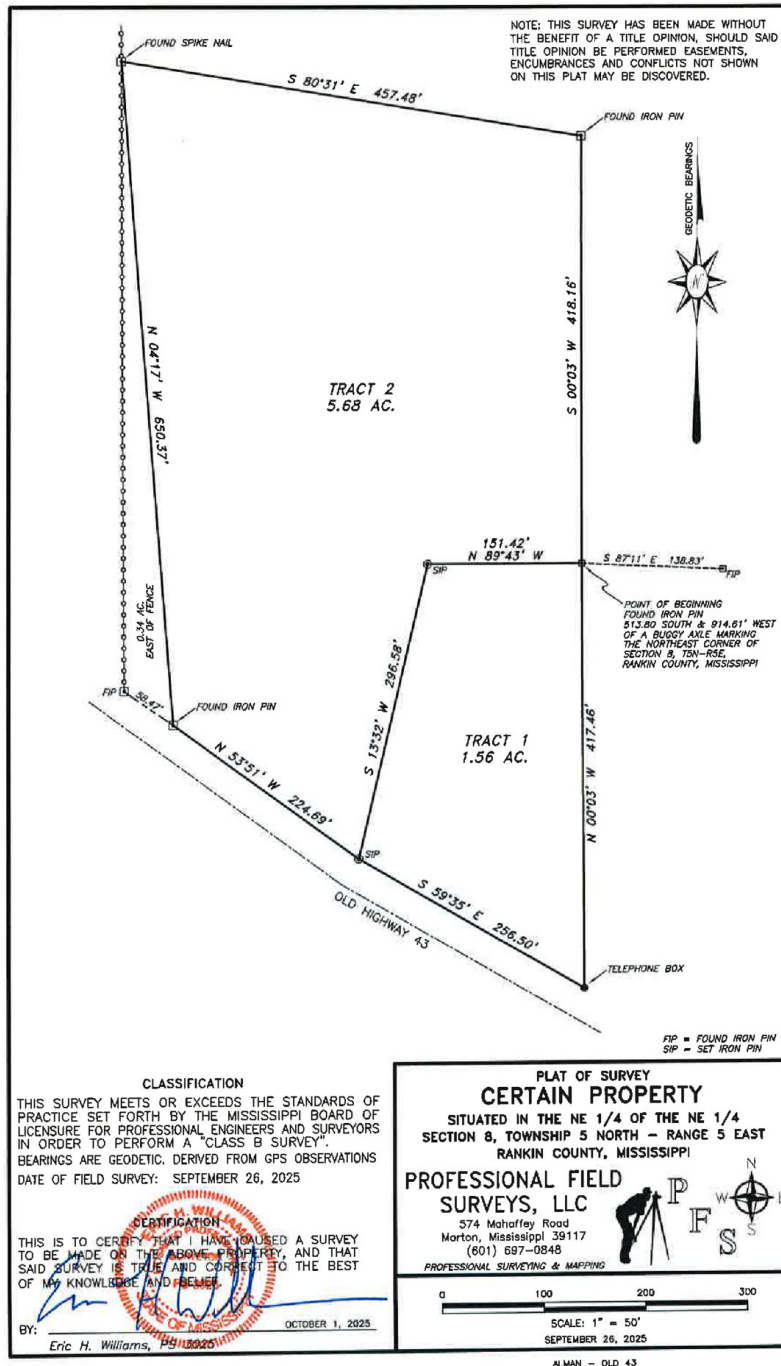 FOUND SPIKE NAIL
NOTE: THIS SURVEY HAS BEEN MADE WITHOUT
THE BENEFIT OF A TITLE OPINION, SHOULD SAID
TITLE OPINION BE PERFORMED EASEMENTS,
ENCUMBRANCES AND CONFLICTS NOT SHOWN
ON THIS PLAT MAY BE DISCOVERED.
S 80°31' E 457.48'
FOUND IRON PIN
GEODETIC BEARINGS
N
S 00°03' W 418.16'
N 04°17' W 650.37'
TRACT 2
5.68 AC.
151.42'
N 89°43' W
SIP
S 87°11' E 138.83'
FIP
POINT OF BEGINNING
FOUND IRON PIN
513.80 SOUTH & 914.61' WEST
OF A BUGGY AXLE MARKING
THE NORTHEAST CORNER OF
SECTION 8, T5N-R5E,
RANKIN COUNTY, MISSISSIPPI
0.34 AC.
EAST OF FENCE
S 13°32' W 296.58'
FIP
58.47'
FOUND IRON PIN
TRACT 1
1.56 AC.
N 00°03' W 417.46'
N 53°51' W 224.69'
SIP
S 59°35' E 256.50'
OLD HIGHWAY 43
TELEPHONE BOX
FIP = FOUND IRON PIN
SIP - SET IRON PIN
CLASSIFICATION
THIS SURVEY MEETS OR EXCEEDS THE STANDARDS OF
PRACTICE SET FORTH BY THE MISSISSIPPI BOARD OF
LICENSURE FOR PROFESSIONAL ENGINEERS AND SURVEYORS
IN ORDER TO PERFORM A "CLASS B SURVEY".
BEARINGS ARE GEODETIC. DERIVED FROM GPS OBSERVATIONS
DATE OF FIELD SURVEY: SEPTEMBER 26, 2025
CERTIFICATION
THIS IS TO CERTIFY THAT I HAVE CAUSED A SURVEY
TO BE MADE ON THE ABOVE PROPERTY, AND THAT
SAID SURVEY IS TRUE AND CORRECT TO THE BEST
OF MY KNOWLEDGE AND BELIEF.
ERIC H. WILLIAMS
STATE OF MISSISSIPPI
BY:
OCTOBER 1, 2025
Eric H. Williams, PS 3025
PLAT OF SURVEY
CERTAIN PROPERTY
SITUATED IN THE NE 1/4 OF THE NE 1/4
SECTION 8, TOWNSHIP 5 NORTH - RANGE 5 EAST
RANKIN COUNTY, MISSISSIPPI
PROFESSIONAL FIELD
SURVEYS, LLC
574 Mahaffey Road
Morton, Mississippi 39117
(601) 697-0848
PROFESSIONAL SURVEYING & MAPPING
P F S
N
W E
S
0 100 200 300
SCALE: 1" = 50'
SEPTEMBER 26, 2025
ALMAN - OLD 43